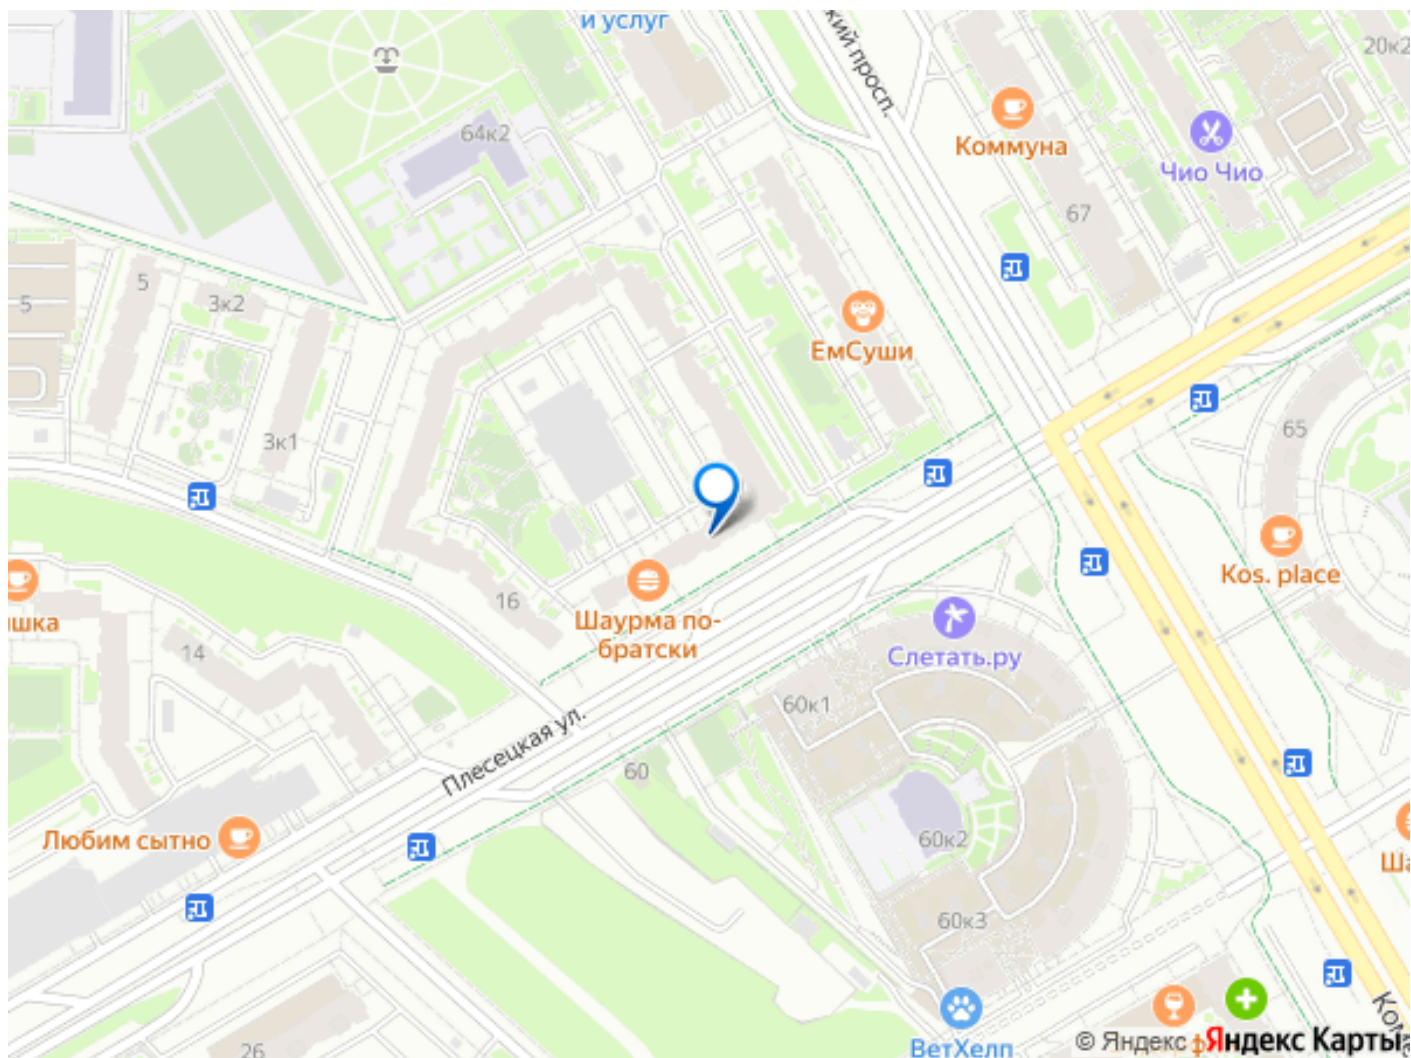 и услуг
кий просп.
20к2
64к2
Коммуна
Чио Чио
67
5
3к2
5
ЕмСуши
3к1
65
Kos. place
16
Шаурма по-
братски
шка
14
Слетать.ру
60к1
Плесецкая ул.
60
Любим сытно
60к2
Ша
60к3
26
ВетХелп
Ком
© Яндекс
Яндекс Карты